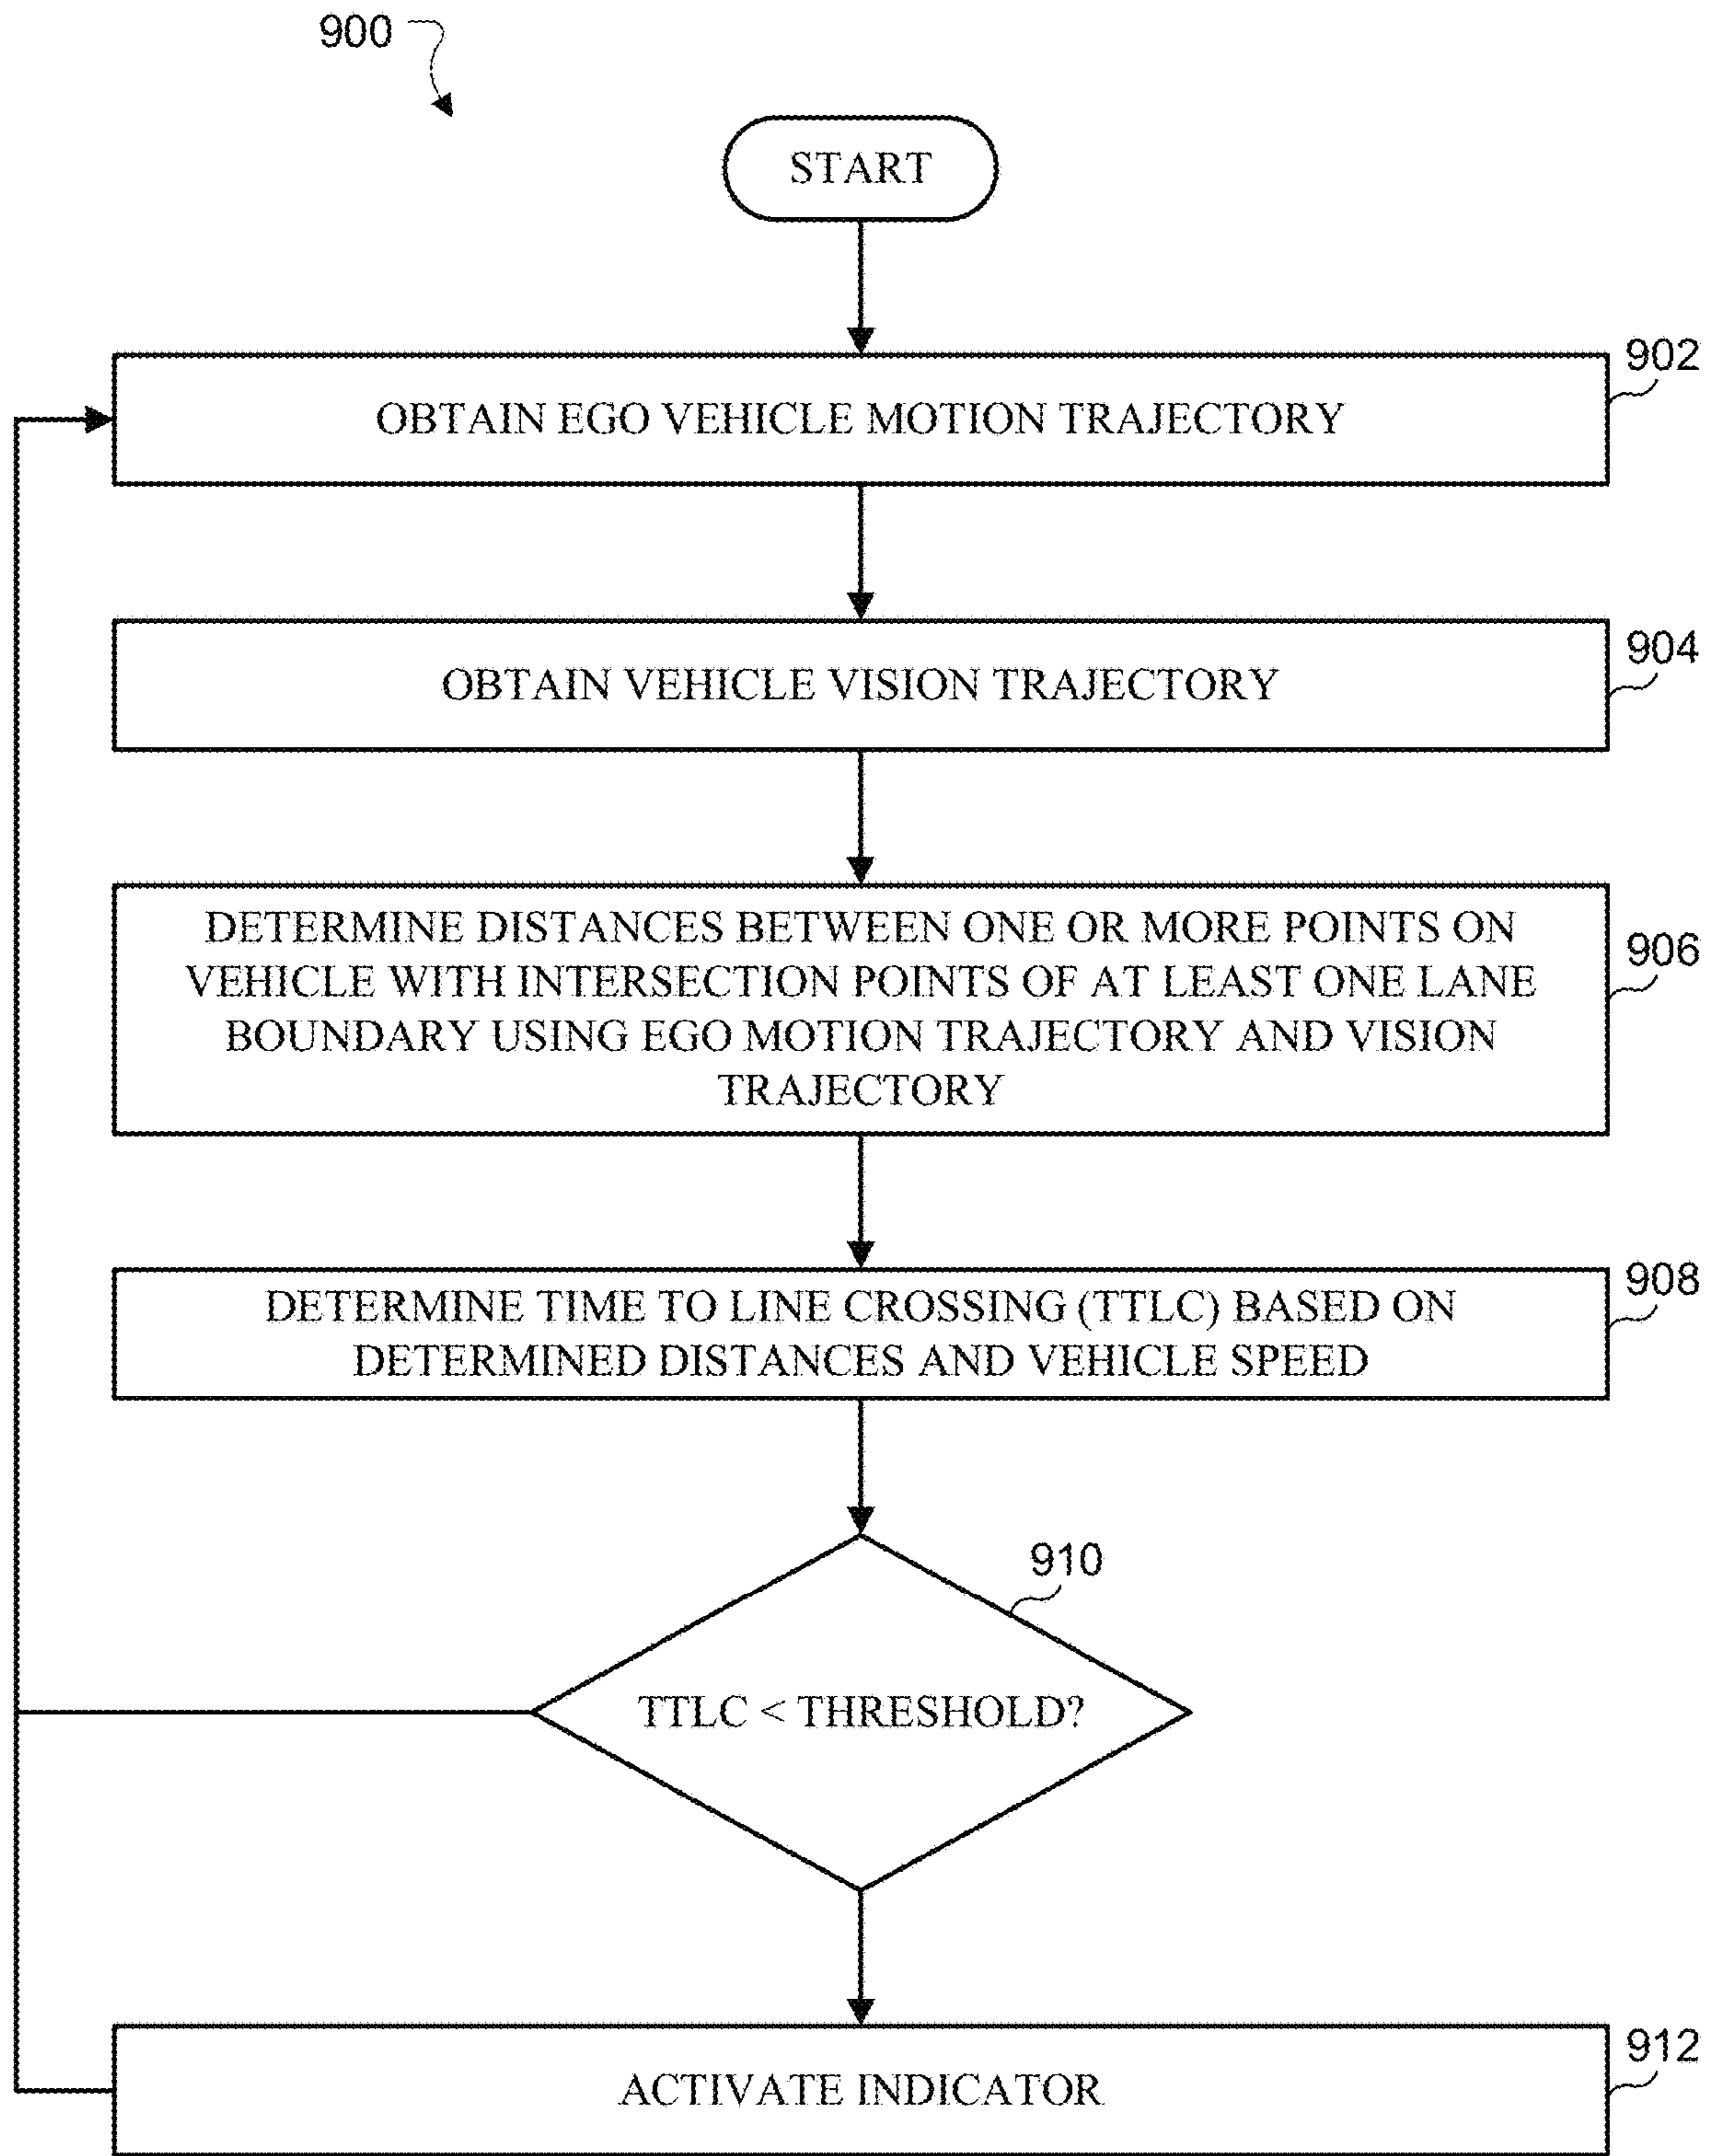 900
START
902
OBTAIN EGO VEHICLE MOTION TRAJECTORY
904
OBTAIN VEHICLE VISION TRAJECTORY
DETERMINE DISTANCES BETWEEN ONE OR MORE POINTS ON
VEHICLE WITH INTERSECTION POINTS OF AT LEAST ONE LANE
BOUNDARY USING EGO MOTION TRAJECTORY AND VISION
TRAJECTORY
906
908
DETERMINE TIME TO LINE CROSSING (TTLC) BASED ON
DETERMINED DISTANCES AND VEHICLE SPEED
910
TTLC < THRESHOLD?
912
ACTIVATE INDICATOR